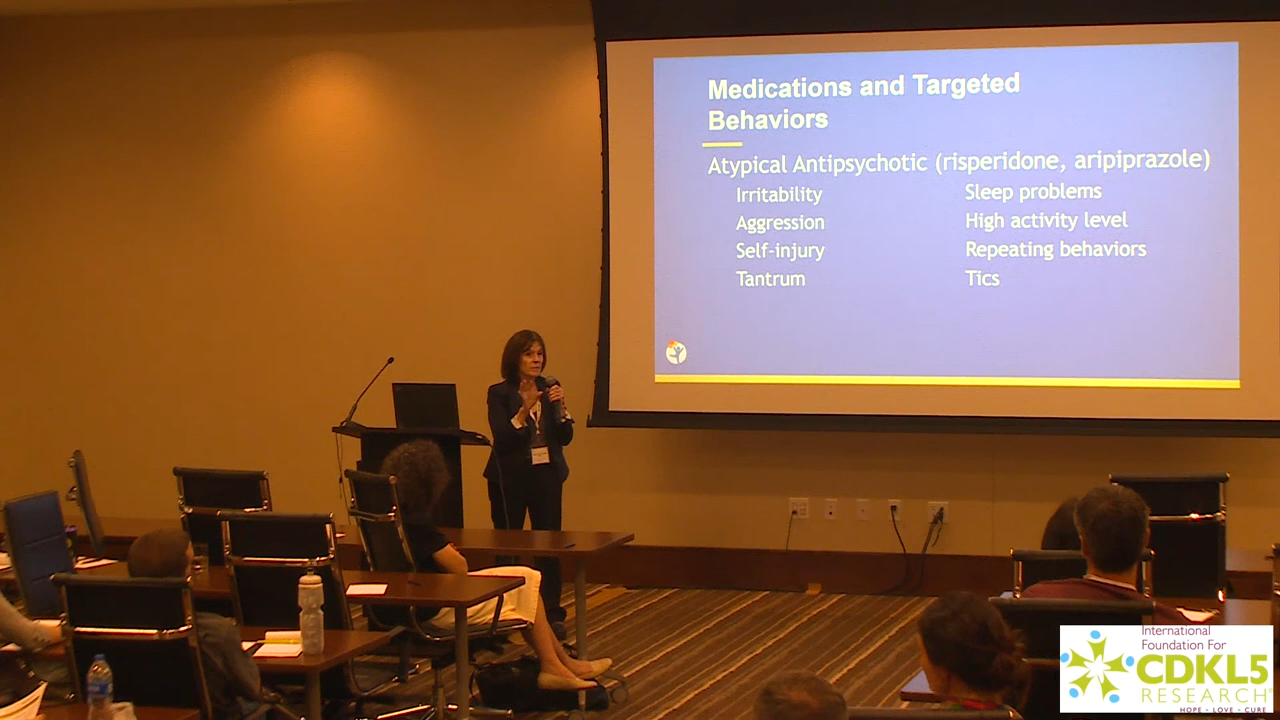 Medications and Targeted
Behaviors
Atypical Antipsychotic (risperidone, aripiprazole)
Irritability
Aggression
Self-injury
Tantrum
Sleep problems
High activity level
Repeating behaviors
Tics
International
Foundation For
CDKL5
RESEARCH
HOPE • LOVE • CURE